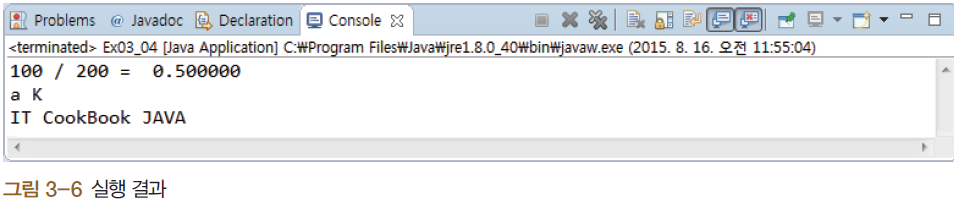 Problems @ Javadoc Declaration Console
<terminated> Ex03_04 [Java Application] C:₩Program Files₩Java₩jre1.8.0_40₩bin₩javaw.exe (2015. 8. 16. 오전 11:55:04)
100 / 200 =  0.500000
a K
IT CookBook JAVA
그림 3-6 실행 결과